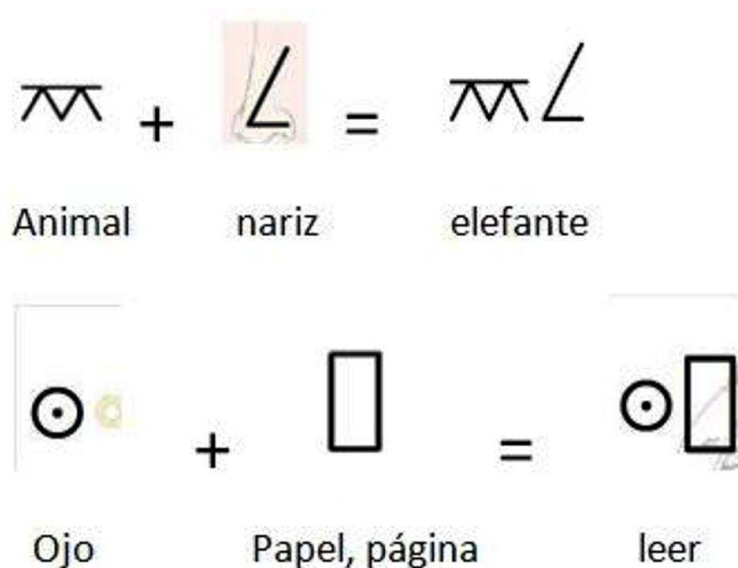 + =
Animal nariz elefante
+ =
Ojo Papel, página leer